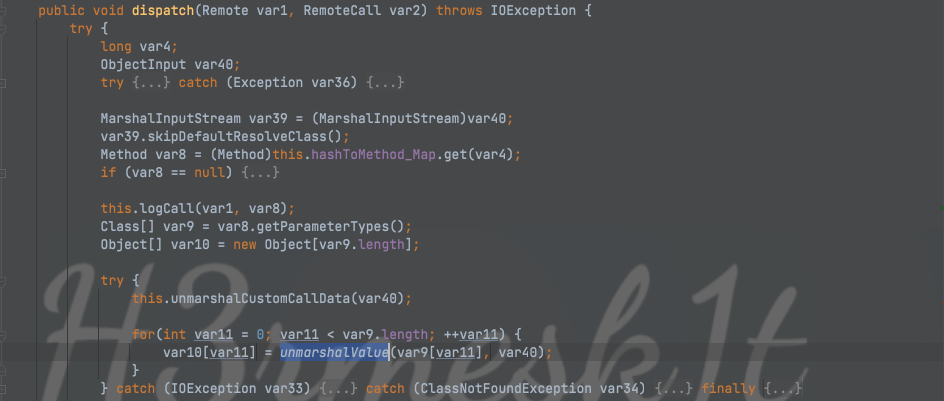 public void dispatch(Remote var1, RemoteCall var2) throws IOException {
try {
long var4;
ObjectInput var40;
try {...} catch (Exception var36) {...}
MarshalInputStream var39 = (MarshalInputStream)var40;
var39.skipDefaultResolveClass();
Method var8 = (Method)this.hashToMethod_Map.get(var4);
if (var8 == null) {...}
this.logCall(var1, var8);
Class[] var9 = var8.getParameterTypes();
Object[] var10 = new Object[var9.length];
try {
this.unmarshalCustomCallData(var40);
for(int var11 = 0; var11 < var9.length; ++var11) {
var10[var11] = unmarshalValue(var9[var11], var40);
}
} catch (IOException var33) {...} catch (ClassNotFoundException var34) {...} finally {...}
H3rmesk1t